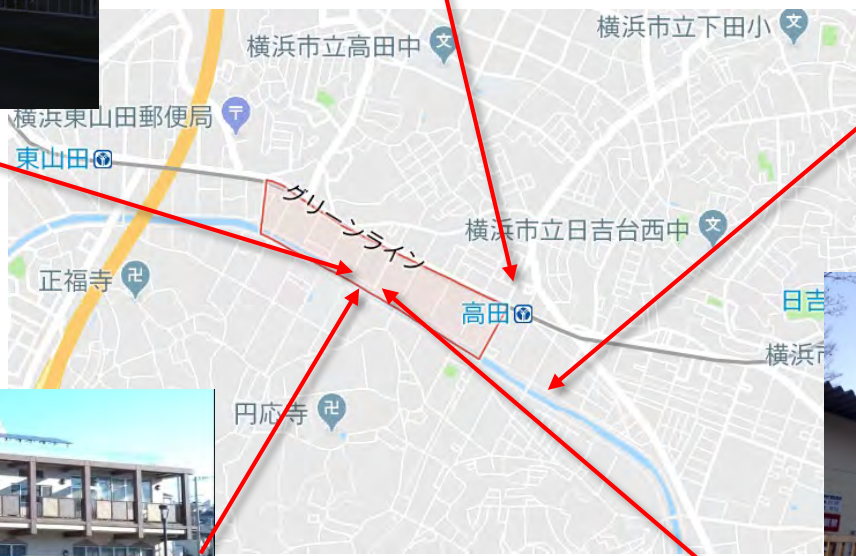 横浜市立下田小
横浜市立高田中
横浜東山田郵便局
東山田
グリーンライン
横浜市立日吉台西中
正福寺
高田
日吉
横浜市
円応寺